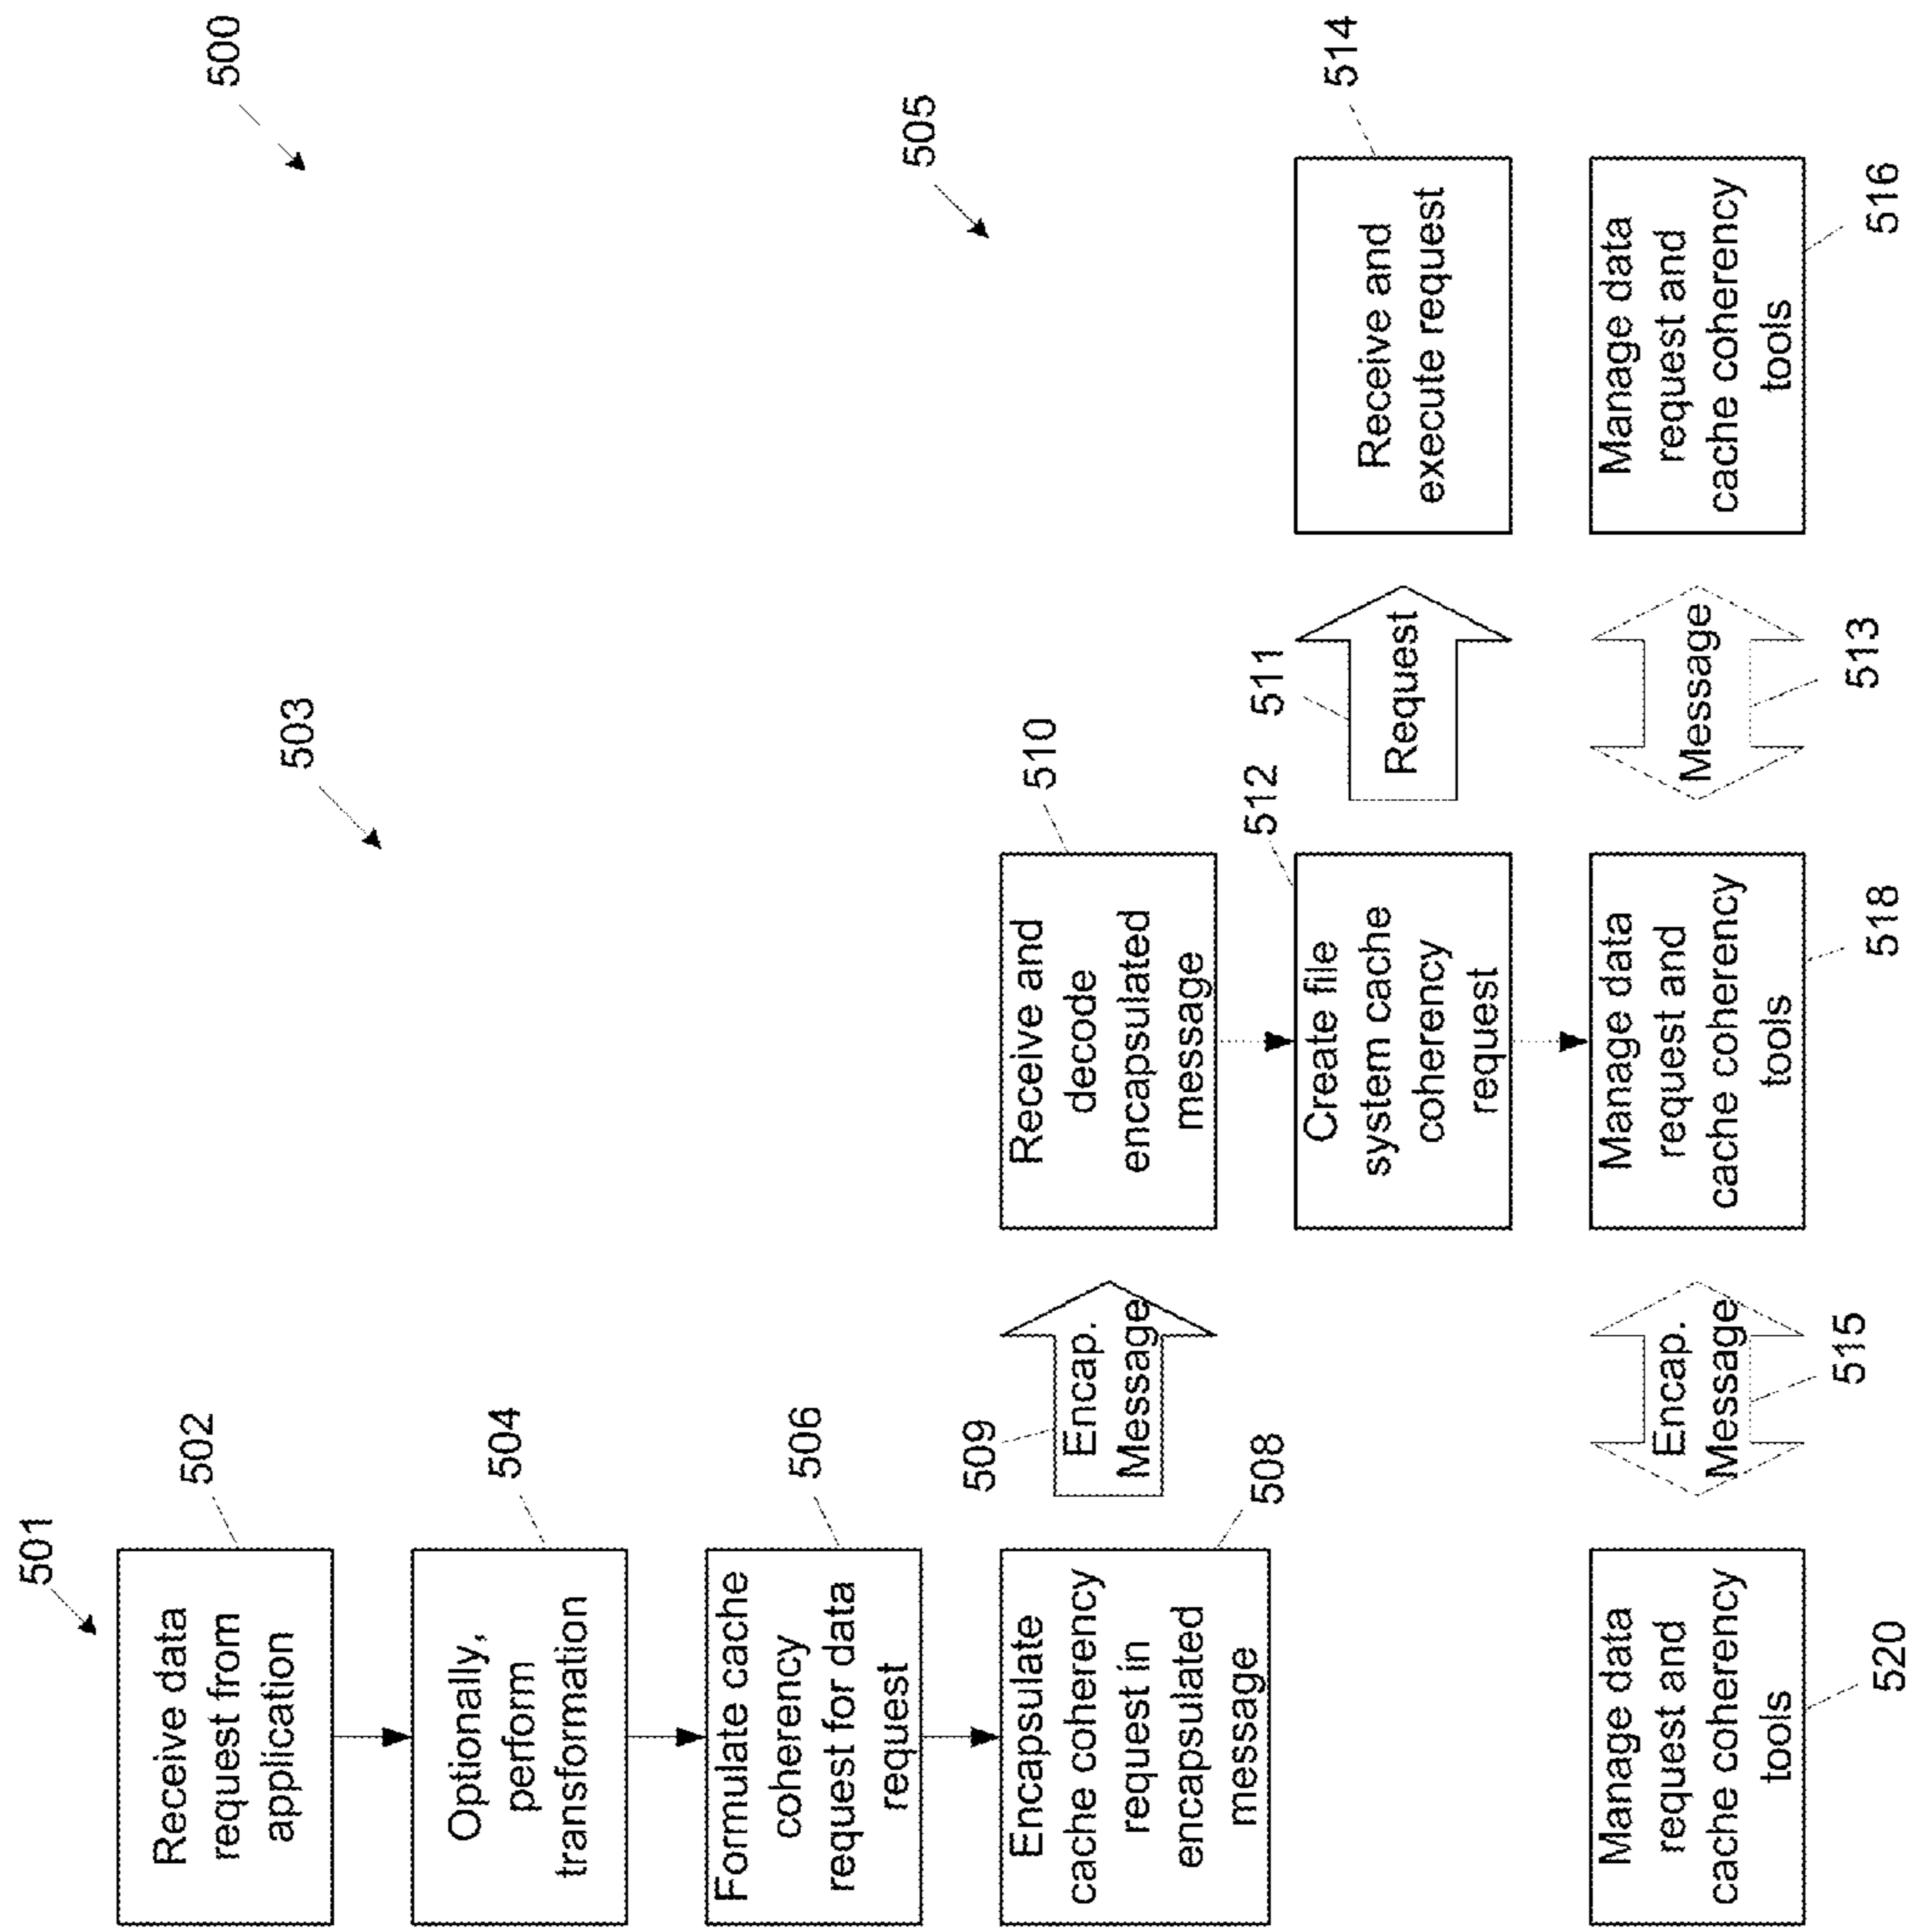 500
501
503
505
Receive data
request from
application
502
Optionally,
perform
transformation
504
Formulate cache
coherency
request for data
request
506
Encapsulate
cache coherency
request in
encapsulated
message
508
509
Encap.
Message
Receive and
decode
encapsulated
message
510
Create file
system cache
coherency
request
512
511
Request
Receive and
execute request
514
Manage data
request and
cache coherency
tools
520
Encap.
Message
515
Manage data
request and
cache coherency
tools
518
Message
513
Manage data
request and
cache coherency
tools
516